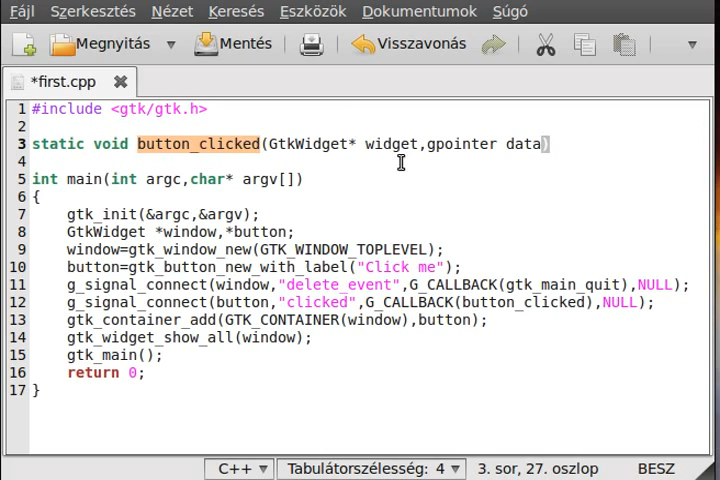 Fájl Szerkesztés Nézet Keresés Eszközök Dokumentumok Súgó
Megnyitás Mentés Visszavonás
*first.cpp
1 #include <gtk/gtk.h>
2
3 static void button_clicked(GtkWidget* widget,gpointer data)
4
5 int main(int argc,char* argv[])
6 {
7 gtk_init(&argc,&argv);
8 GtkWidget *window,*button;
9 window=gtk_window_new(GTK_WINDOW_TOPLEVEL);
10 button=gtk_button_new_with_label("Click me");
11 g_signal_connect(window,"delete_event",G_CALLBACK(gtk_main_quit),NULL);
12 g_signal_connect(button,"clicked",G_CALLBACK(button_clicked),NULL);
13 gtk_container_add(GTK_CONTAINER(window),button);
14 gtk_widget_show_all(window);
15 gtk_main();
16 return 0;
17 }
C++ Tabulátorszélesség: 4 3. sor, 27. oszlop BESZ